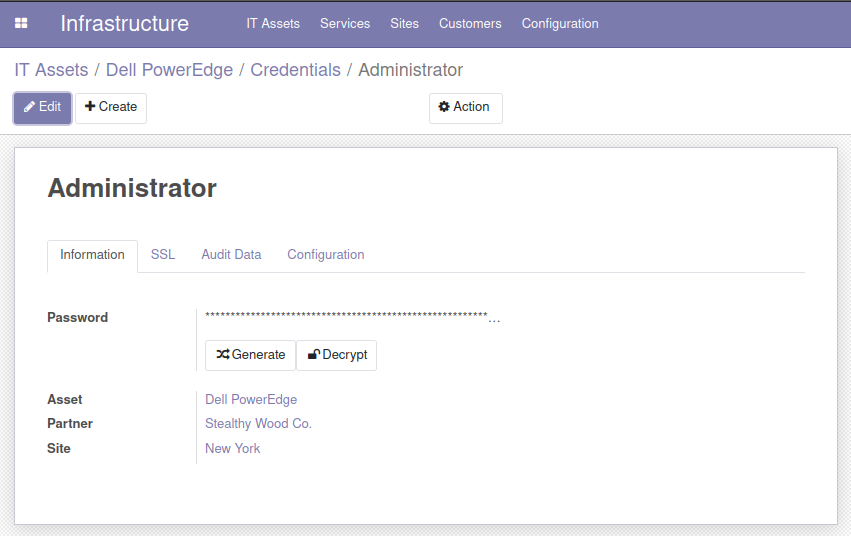 Infrastructure IT Assets Services Sites Customers Configuration
IT Assets / Dell PowerEdge / Credentials / Administrator
Edit Create Action
Administrator
Information SSL Audit Data Configuration
Password ********************************************************...
Generate Decrypt
Asset Dell PowerEdge
Partner Stealthy Wood Co.
Site New York